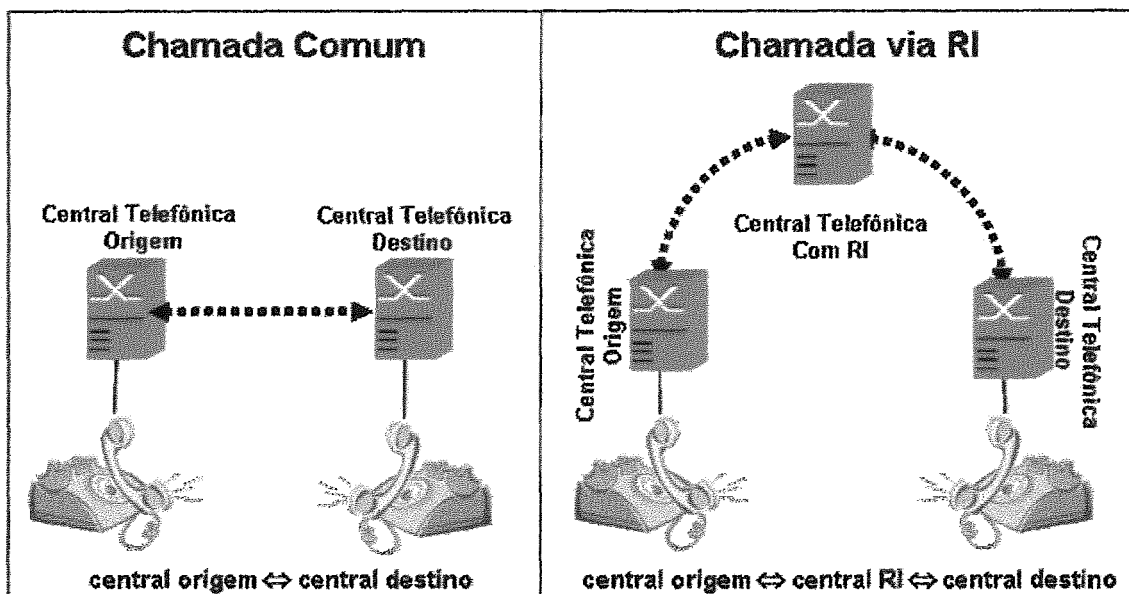 Chamada Comum
Central Telefônica
Origem
Central Telefônica
Destino
central origem ⇔ central destino
Chamada via RI
Central Telefônica
Com RI
Central Telefônica
Origem
Central Telefônica
Destino
central origem ⇔ central RI ⇔ central destino